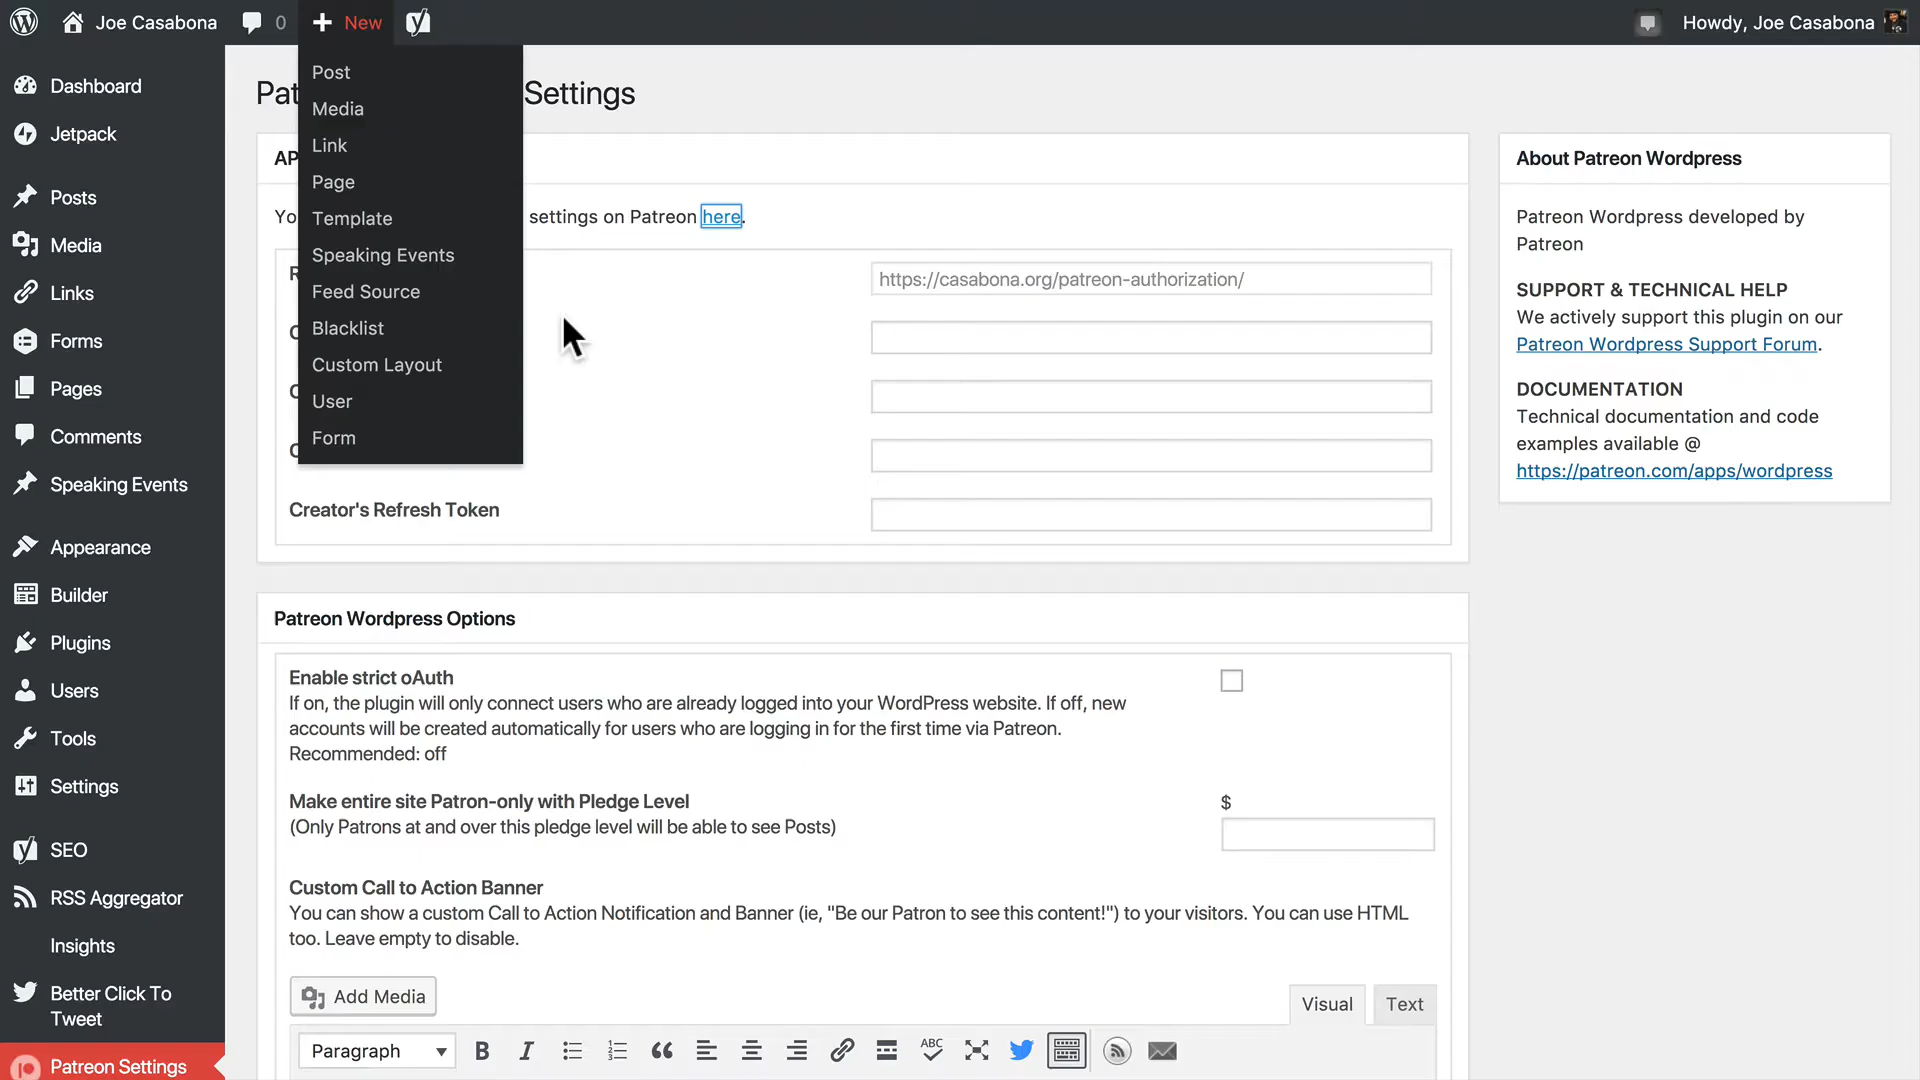 Joe Casabona
0
New
Howdy, Joe Casabona
Dashboard
Jetpack
Posts
Media
Links
Forms
Pages
Comments
Speaking Events
Appearance
Builder
Plugins
Users
Tools
Settings
SEO
RSS Aggregator
Insights
Better Click To
Tweet
Patreon Settings
Post
Media
Link
Page
Template
Speaking Events
Feed Source
Blacklist
Custom Layout
User
Form
Pat Settings
AP
Yo settings on Patreon here.
R
https://casabona.org/patreon-authorization/
C
C
C
Creator's Refresh Token
Patreon Wordpress Options
Enable strict oAuth
If on, the plugin will only connect users who are already logged into your WordPress website. If off, new
accounts will be created automatically for users who are logging in for the first time via Patreon.
Recommended: off
Make entire site Patron-only with Pledge Level
$
(Only Patrons at and over this pledge level will be able to see Posts)
Custom Call to Action Banner
You can show a custom Call to Action Notification and Banner (ie, "Be our Patron to see this content!") to your visitors. You can use HTML
too. Leave empty to disable.
Add Media
Visual
Text
Paragraph
B
I
ABC
About Patreon Wordpress
Patreon Wordpress developed by
Patreon
SUPPORT & TECHNICAL HELP
We actively support this plugin on our
Patreon Wordpress Support Forum.
DOCUMENTATION
Technical documentation and code
examples available @
https://patreon.com/apps/wordpress